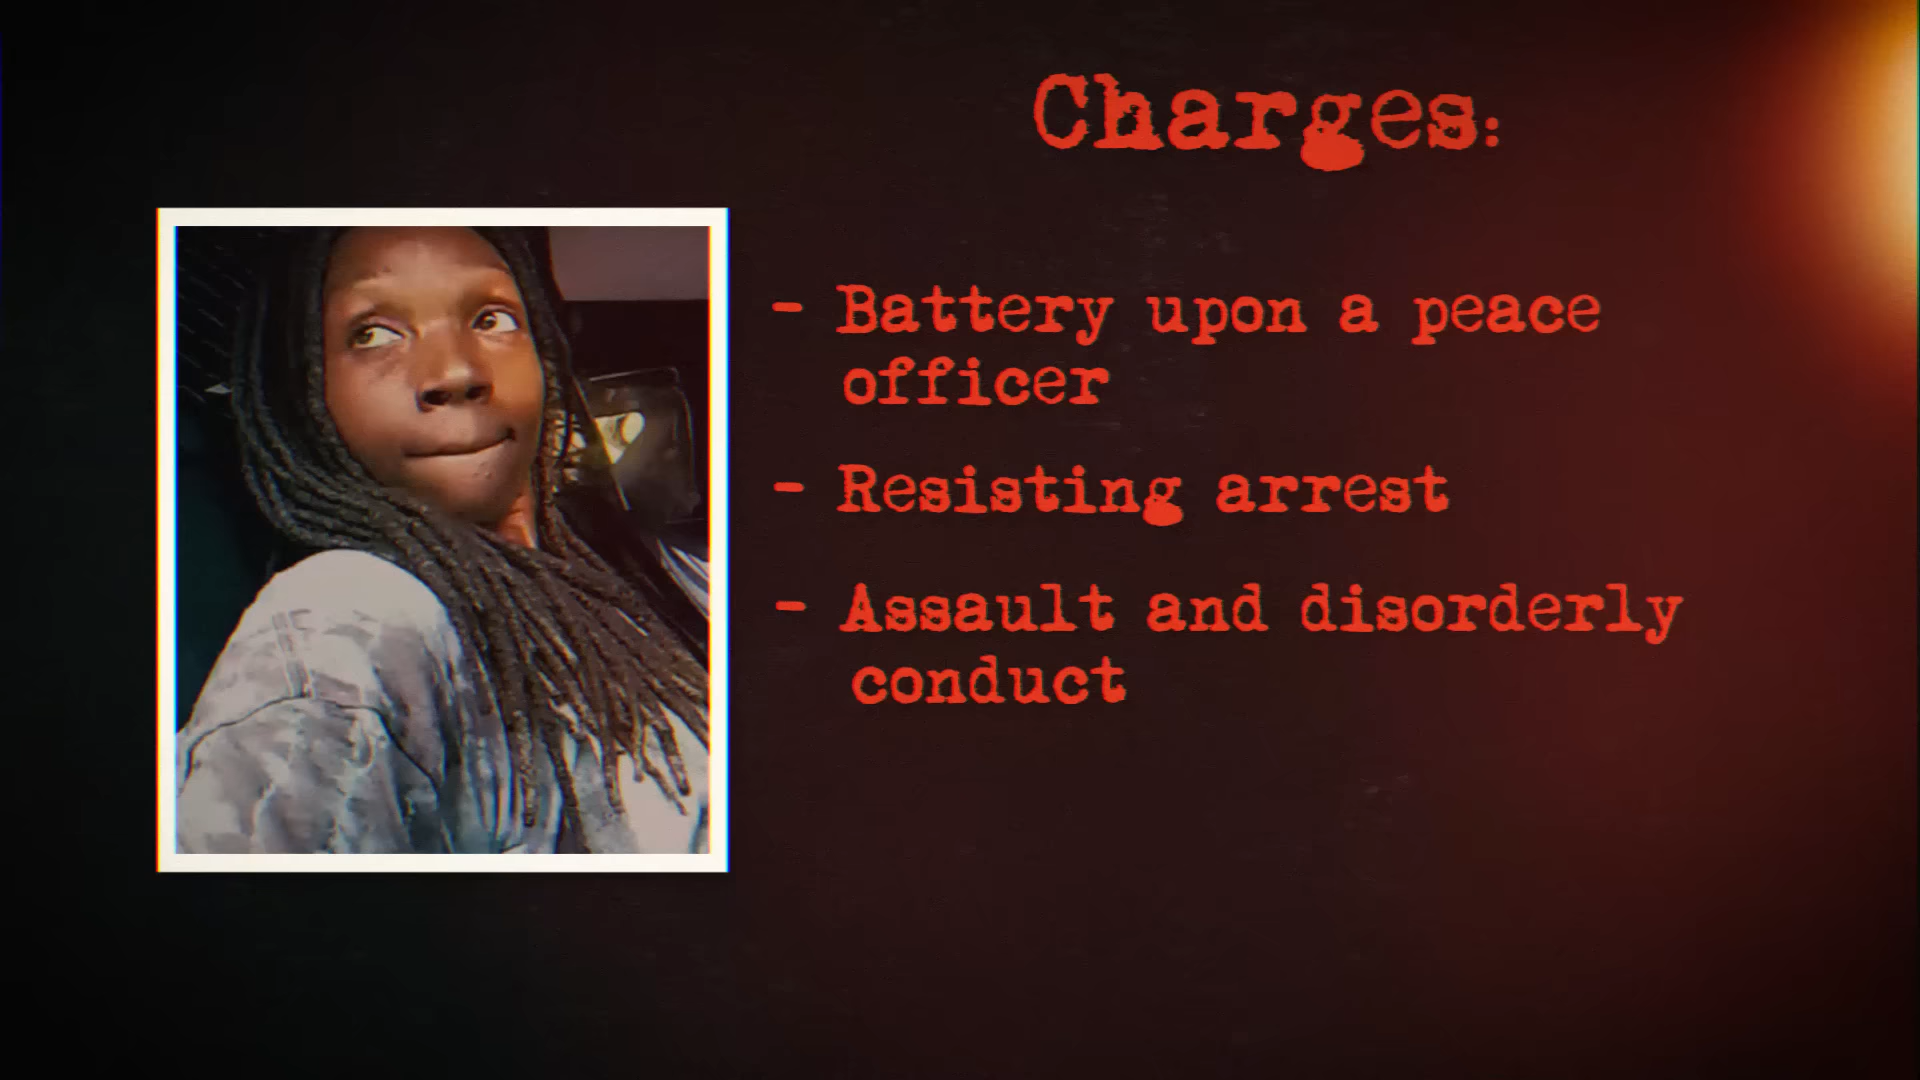 Charges:
- Battery upon a peace
officer
- Resisting arrest
- Assault and disorderly
conduct